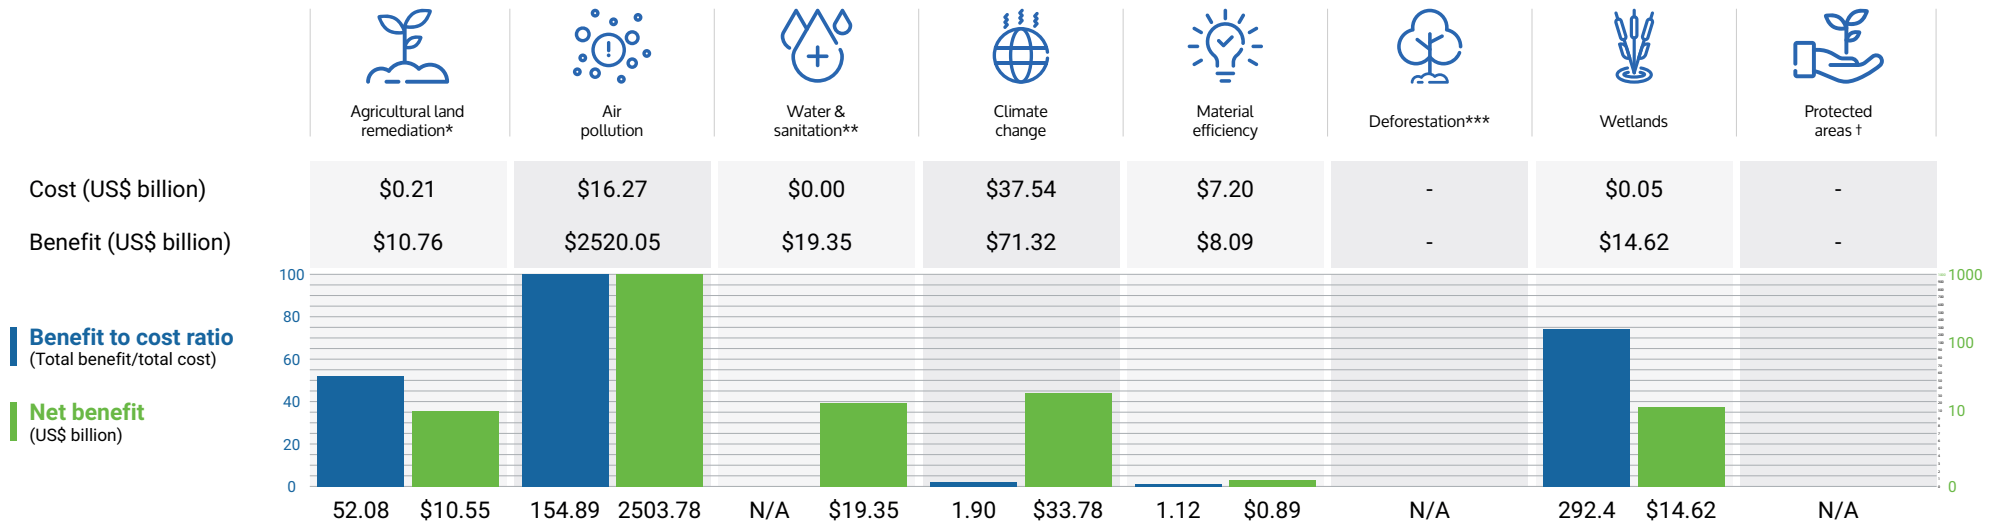 Agricultural land
remediation*
Air
pollution
Water &
sanitation**
Climate
change
Material
efficiency
Deforestation***
Wetlands
Protected
areas †
Cost (US$ billion) $0.21 $16.27 $0.00 $37.54 $7.20 - $0.05 -
Benefit (US$ billion) $10.76 $2520.05 $19.35 $71.32 $8.09 - $14.62 -
Benefit to cost ratio
(Total benefit/total cost)
Net benefit
(US$ billion)
100
80
60
40
20
0
1000
100
10
0
52.08 $10.55 154.89 2503.78 N/A $19.35 1.90 $33.78 1.12 $0.89 N/A 292.4 $14.62 N/A